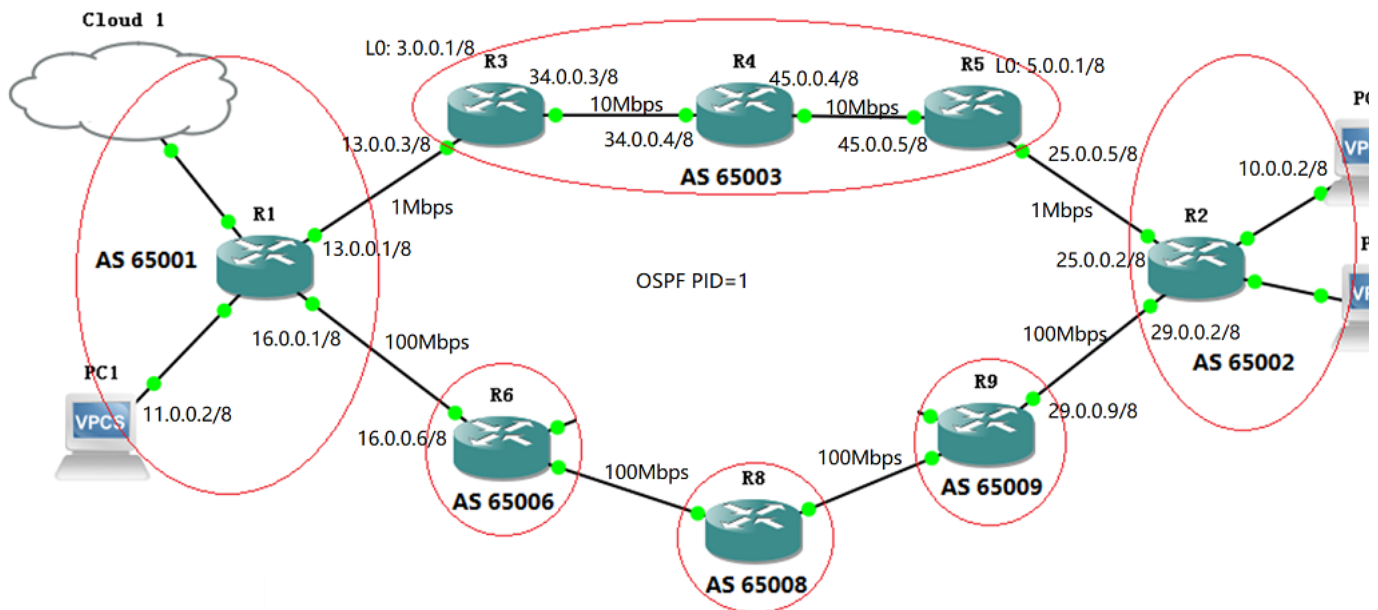 Cloud 1
L0: 3.0.0.1/8
R3
34.0.0.3/8
R4
45.0.0.4/8
R5
L0: 5.0.0.1/8
10Mbps
10Mbps
13.0.0.3/8
34.0.0.4/8
45.0.0.5/8
25.0.0.5/8
AS 65003
10.0.0.2/8
VP
1Mbps
1Mbps
R1
R2
AS 65001
13.0.0.1/8
25.0.0.2/8
OSPF PID=1
16.0.0.1/8
100Mbps
100Mbps
29.0.0.2/8
AS 65002
PC1
VPCS
11.0.0.2/8
R6
R9
16.0.0.6/8
29.0.0.9/8
100Mbps
100Mbps
AS 65006
R8
AS 65009
AS 65008